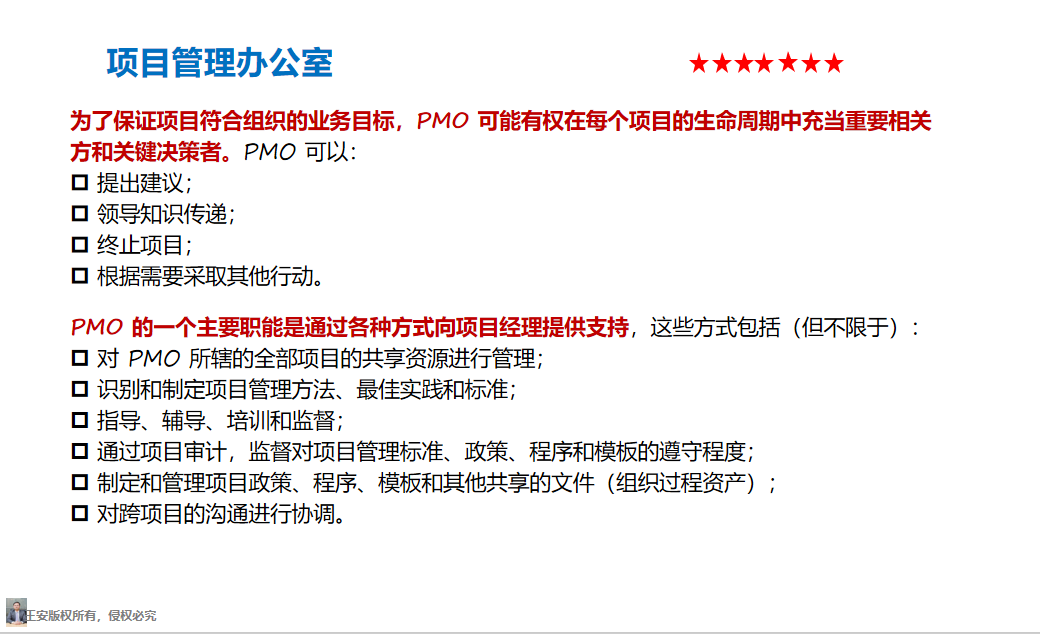 项目管理办公室
★★★★★★★
为了保证项目符合组织的业务目标，PMO 可能有权在每个项目的生命周期中充当重要相关
方和关键决策者。PMO 可以：
提出建议；
领导知识传递；
终止项目；
根据需要采取其他行动。
PMO 的一个主要职能是通过各种方式向项目经理提供支持，这些方式包括（但不限于）：
对 PMO 所辖的全部项目的共享资源进行管理；
识别和制定项目管理方法、最佳实践和标准；
指导、辅导、培训和监督；
通过项目审计，监督对项目管理标准、政策、程序和模板的遵守程度；
制定和管理项目政策、程序、模板和其他共享的文件（组织过程资产）；
对跨项目的沟通进行协调。
王安版权所有，侵权必究